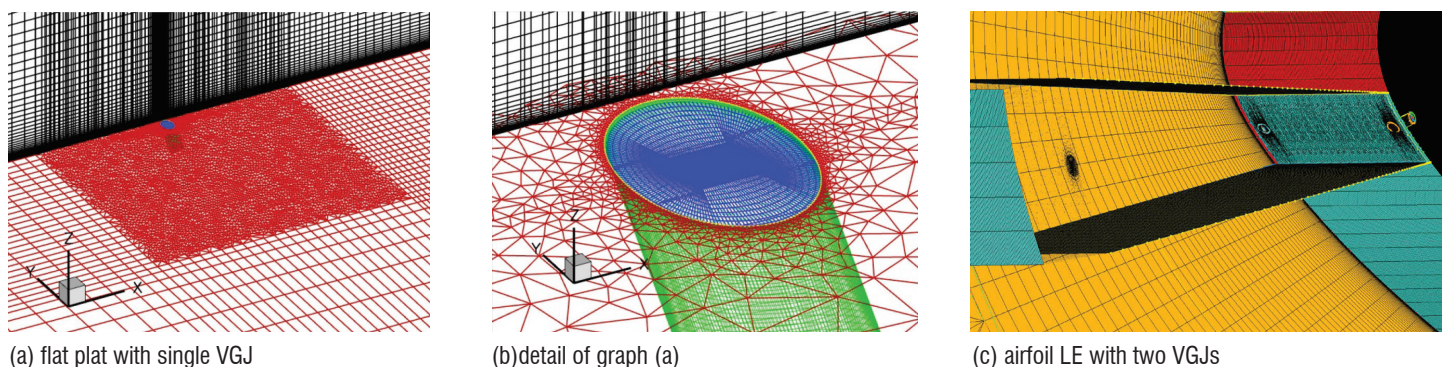 Z
Y
X
Z
Y
X
(a) flat plat with single VGJ
(b)detail of graph (a)
(c) airfoil LE with two VGJs